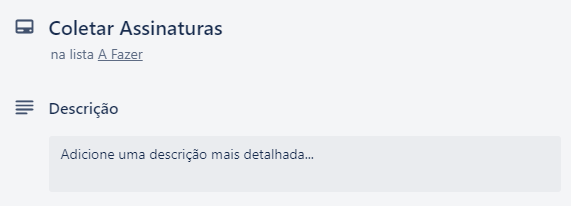 Coletar Assinaturas
na lista A Fazer
Descrição
Adicione uma descrição mais detalhada...